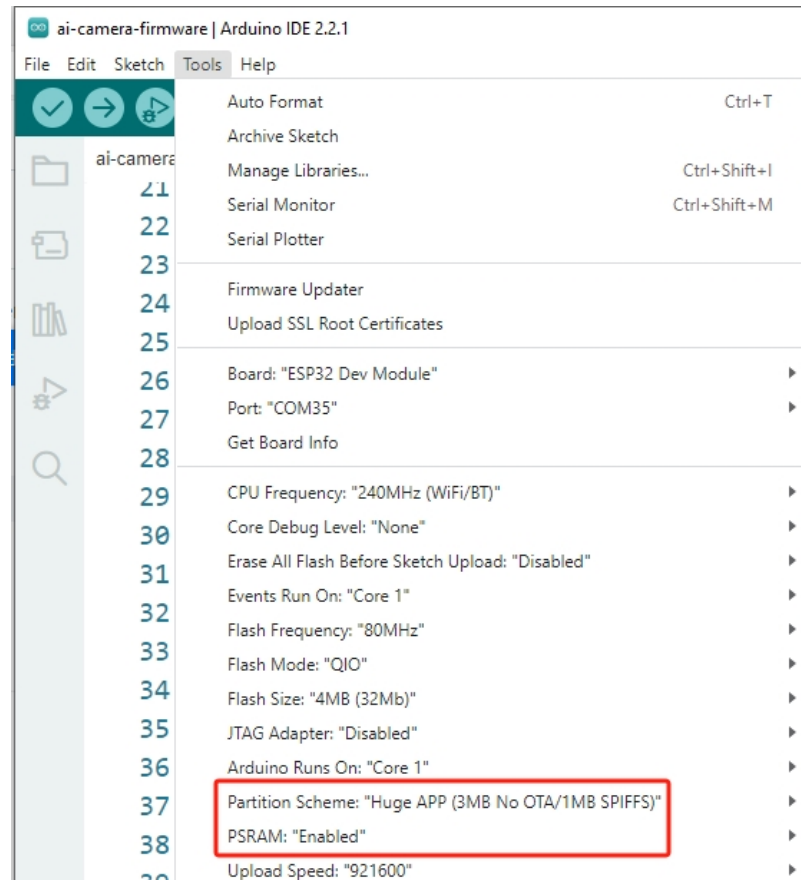 ai-camera-firmware | Arduino IDE 2.2.1
File Edit Sketch Tools Help
Auto Format Ctrl+T
Archive Sketch
ai-camera
Manage Libraries... Ctrl+Shift+I
21
Serial Monitor Ctrl+Shift+M
22
Serial Plotter
23
Firmware Updater
24
Upload SSL Root Certificates
25
Board: "ESP32 Dev Module"
26
Port: "COM35"
27
Get Board Info
28
CPU Frequency: "240MHz (WiFi/BT)"
29
Core Debug Level: "None"
30
Erase All Flash Before Sketch Upload: "Disabled"
31
Events Run On: "Core 1"
32
Flash Frequency: "80MHz"
33
Flash Mode: "QIO"
34
Flash Size: "4MB (32Mb)"
35
JTAG Adapter: "Disabled"
36
Arduino Runs On: "Core 1"
37
Partition Scheme: "Huge APP (3MB No OTA/1MB SPIFFS)"
PSRAM: "Enabled"
38
Upload Speed: "921600"
39